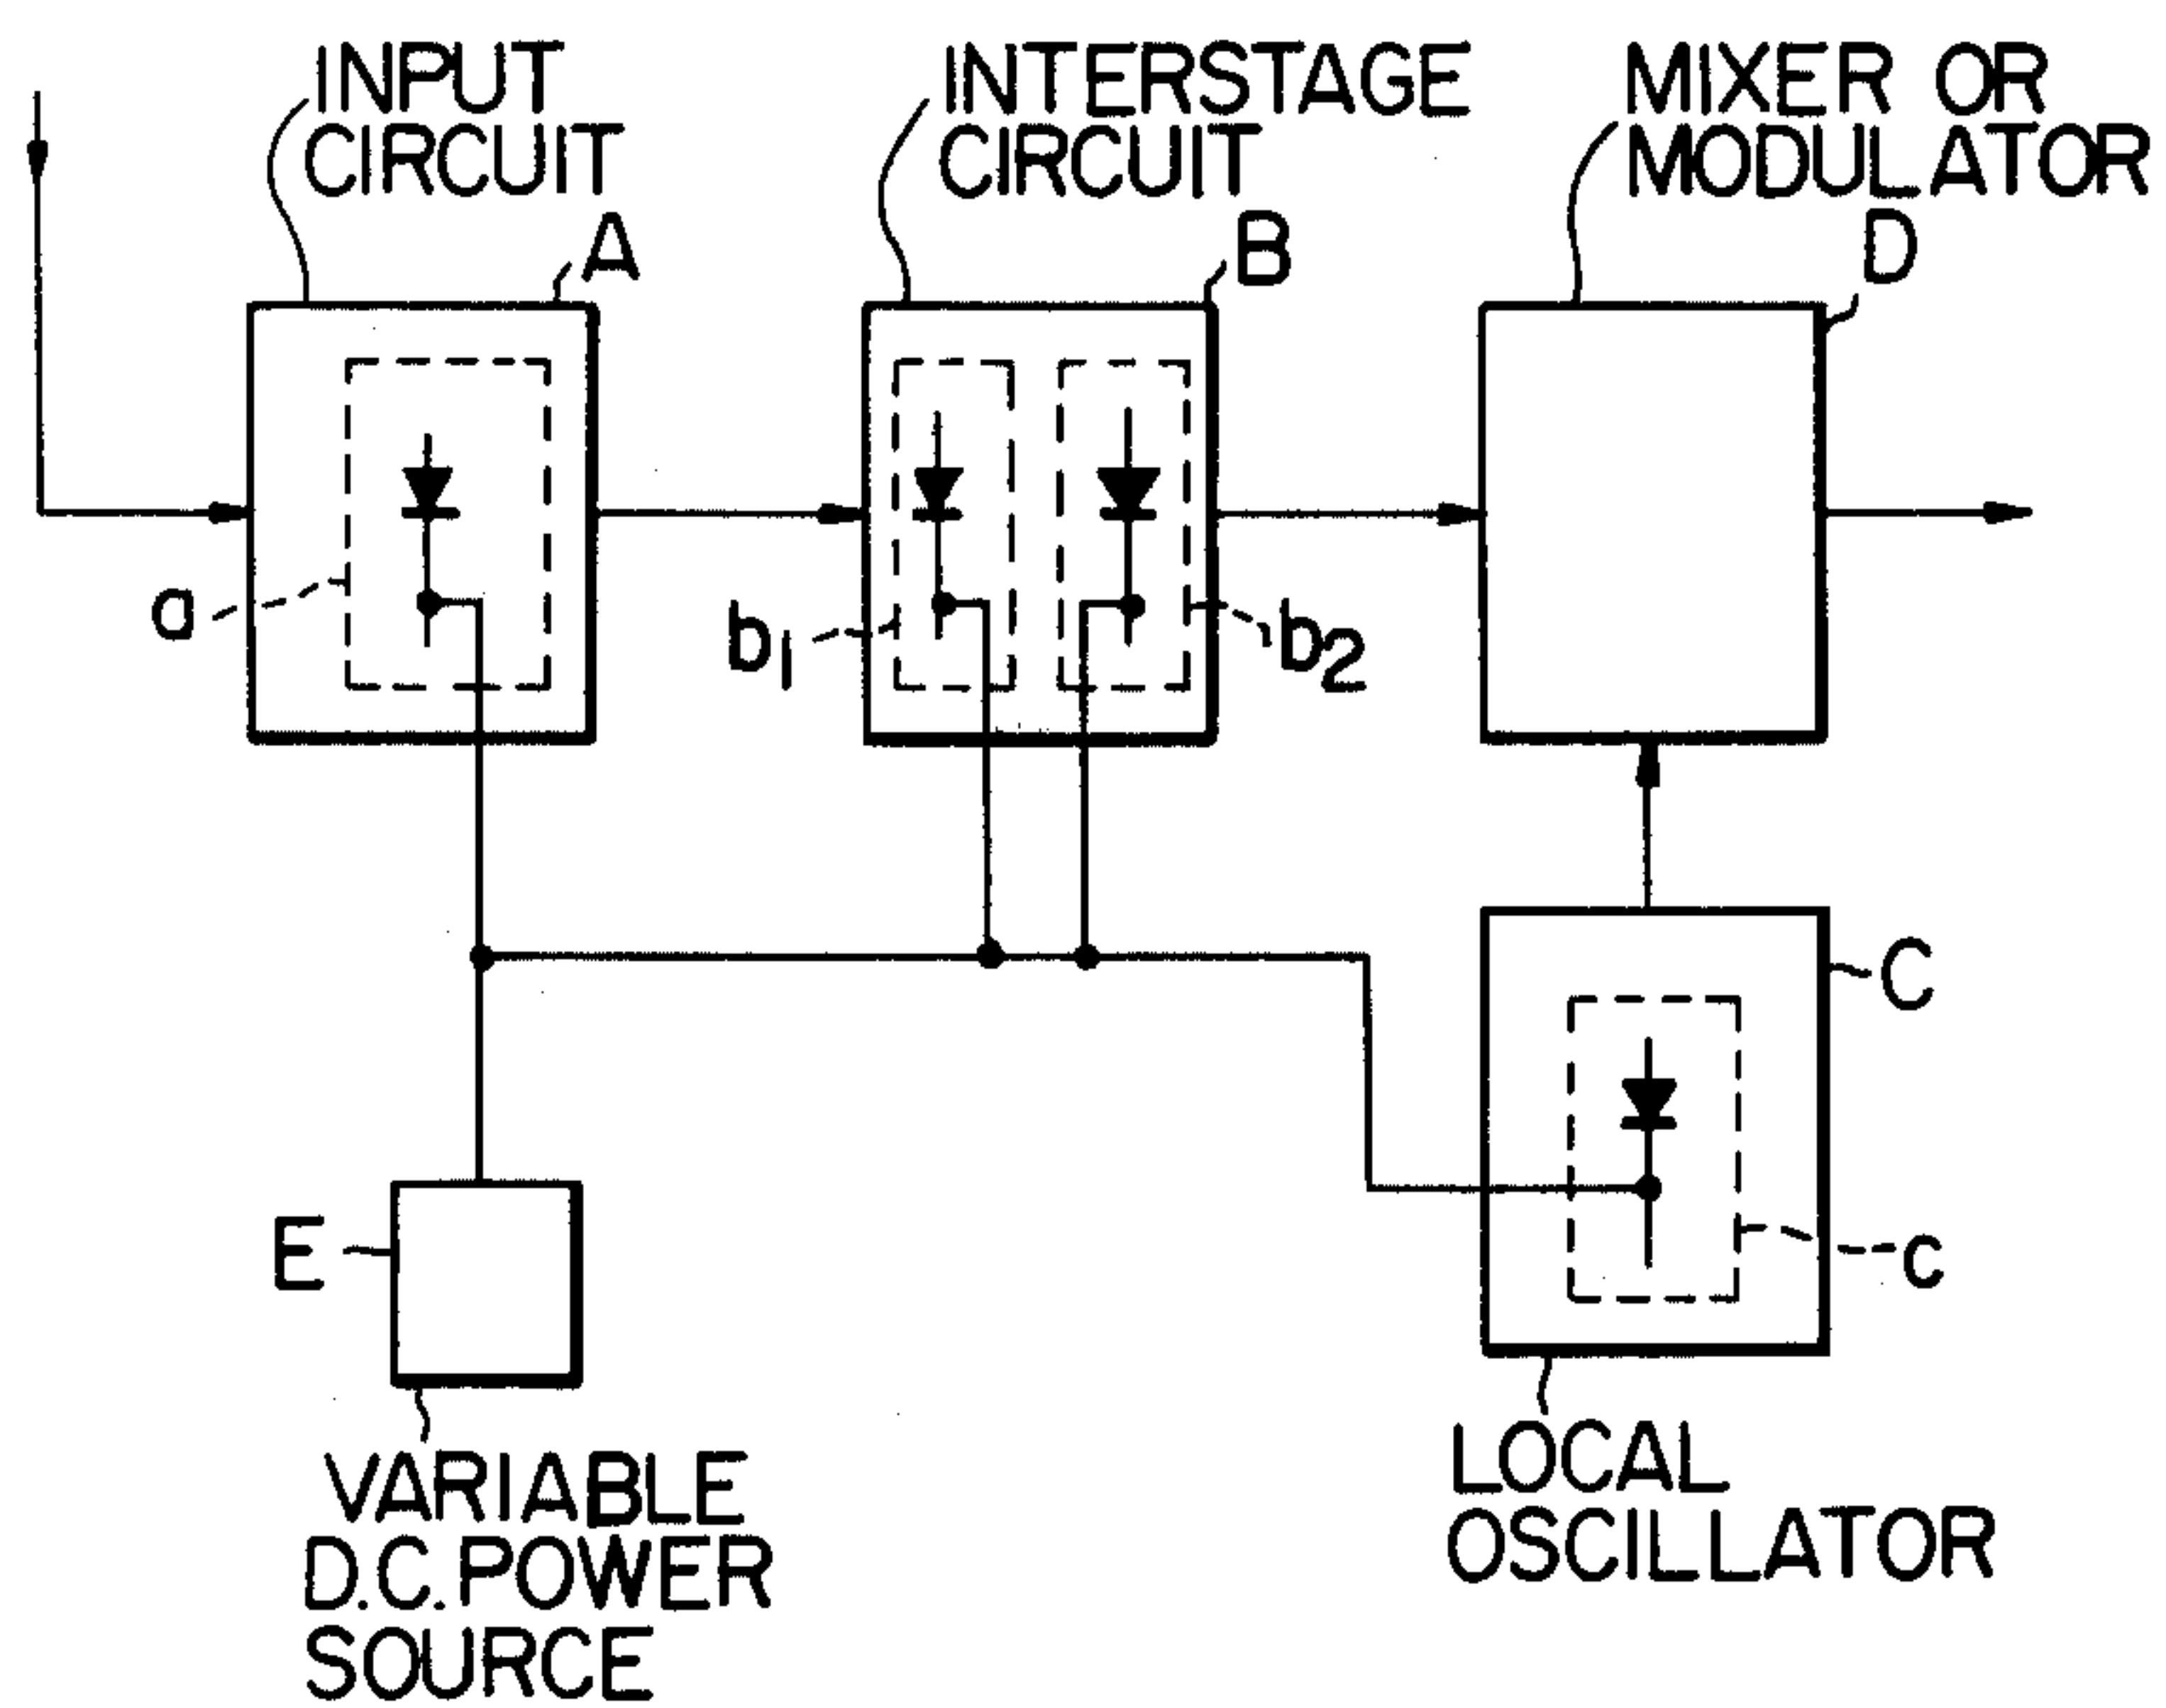 INPUT
CIRCUIT
A
INTERSTAGE
CIRCUIT
B
MIXER OR
MODULATOR
D
a
b1
b2
C
c
E
VARIABLE
D.C. POWER
SOURCE
LOCAL
OSCILLATOR